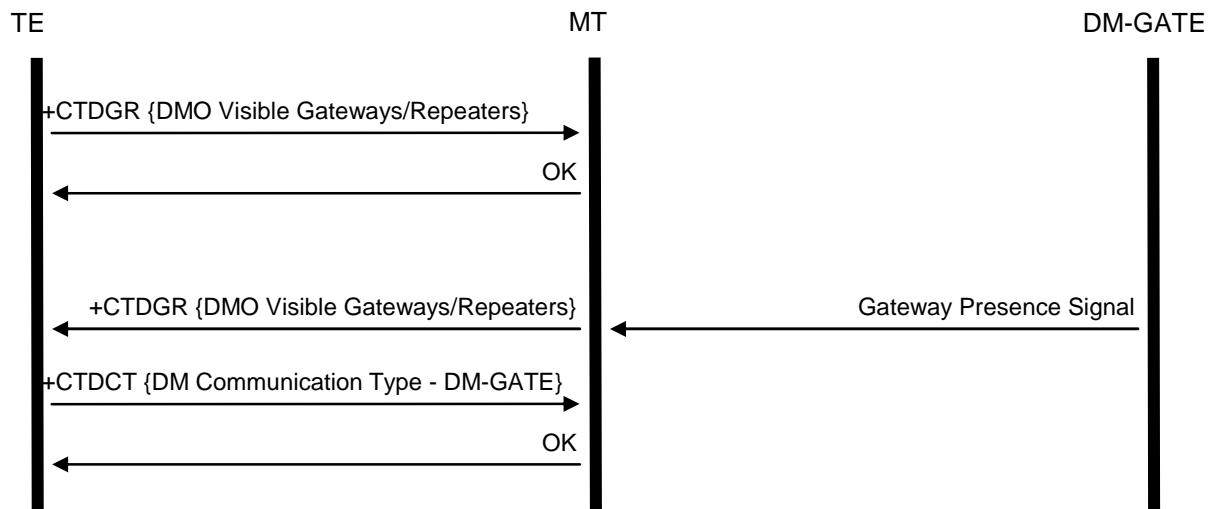 TE
MT
DM-GATE
+CTDGR {DMO Visible Gateways/Repeaters}
OK
+CTDGR {DMO Visible Gateways/Repeaters}
Gateway Presence Signal
+CTDCT {DM Communication Type - DM-GATE}
OK